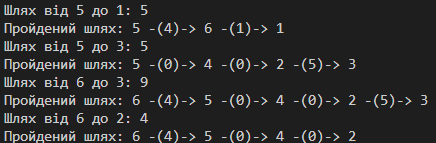 Шлях від 5 до 1: 5
Пройдений шлях: 5 -(4)-> 6 -(1)-> 1
Шлях від 5 до 3: 5
Пройдений шлях: 5 -(0)-> 4 -(0)-> 2 -(5)-> 3
Шлях від 6 до 3: 9
Пройдений шлях: 6 -(4)-> 5 -(0)-> 4 -(0)-> 2 -(5)-> 3
Шлях від 6 до 2: 4
Пройдений шлях: 6 -(4)-> 5 -(0)-> 4 -(0)-> 2